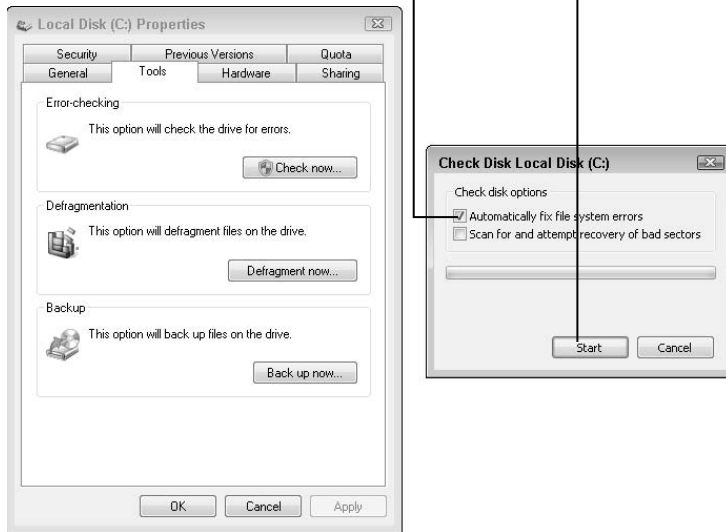 Local Disk (C:) Properties
Security Previous Versions Quota
General Tools Hardware Sharing
Error-checking
This option will check the drive for errors.
Check now...
Defragmentation
This option will defragment files on the drive.
Defragment now...
Backup
This option will back up files on the drive.
Back up now...
OK Cancel Apply
Check Disk Local Disk (C:)
Check disk options
Automatically fix file system errors
Scan for and attempt recovery of bad sectors
Start Cancel